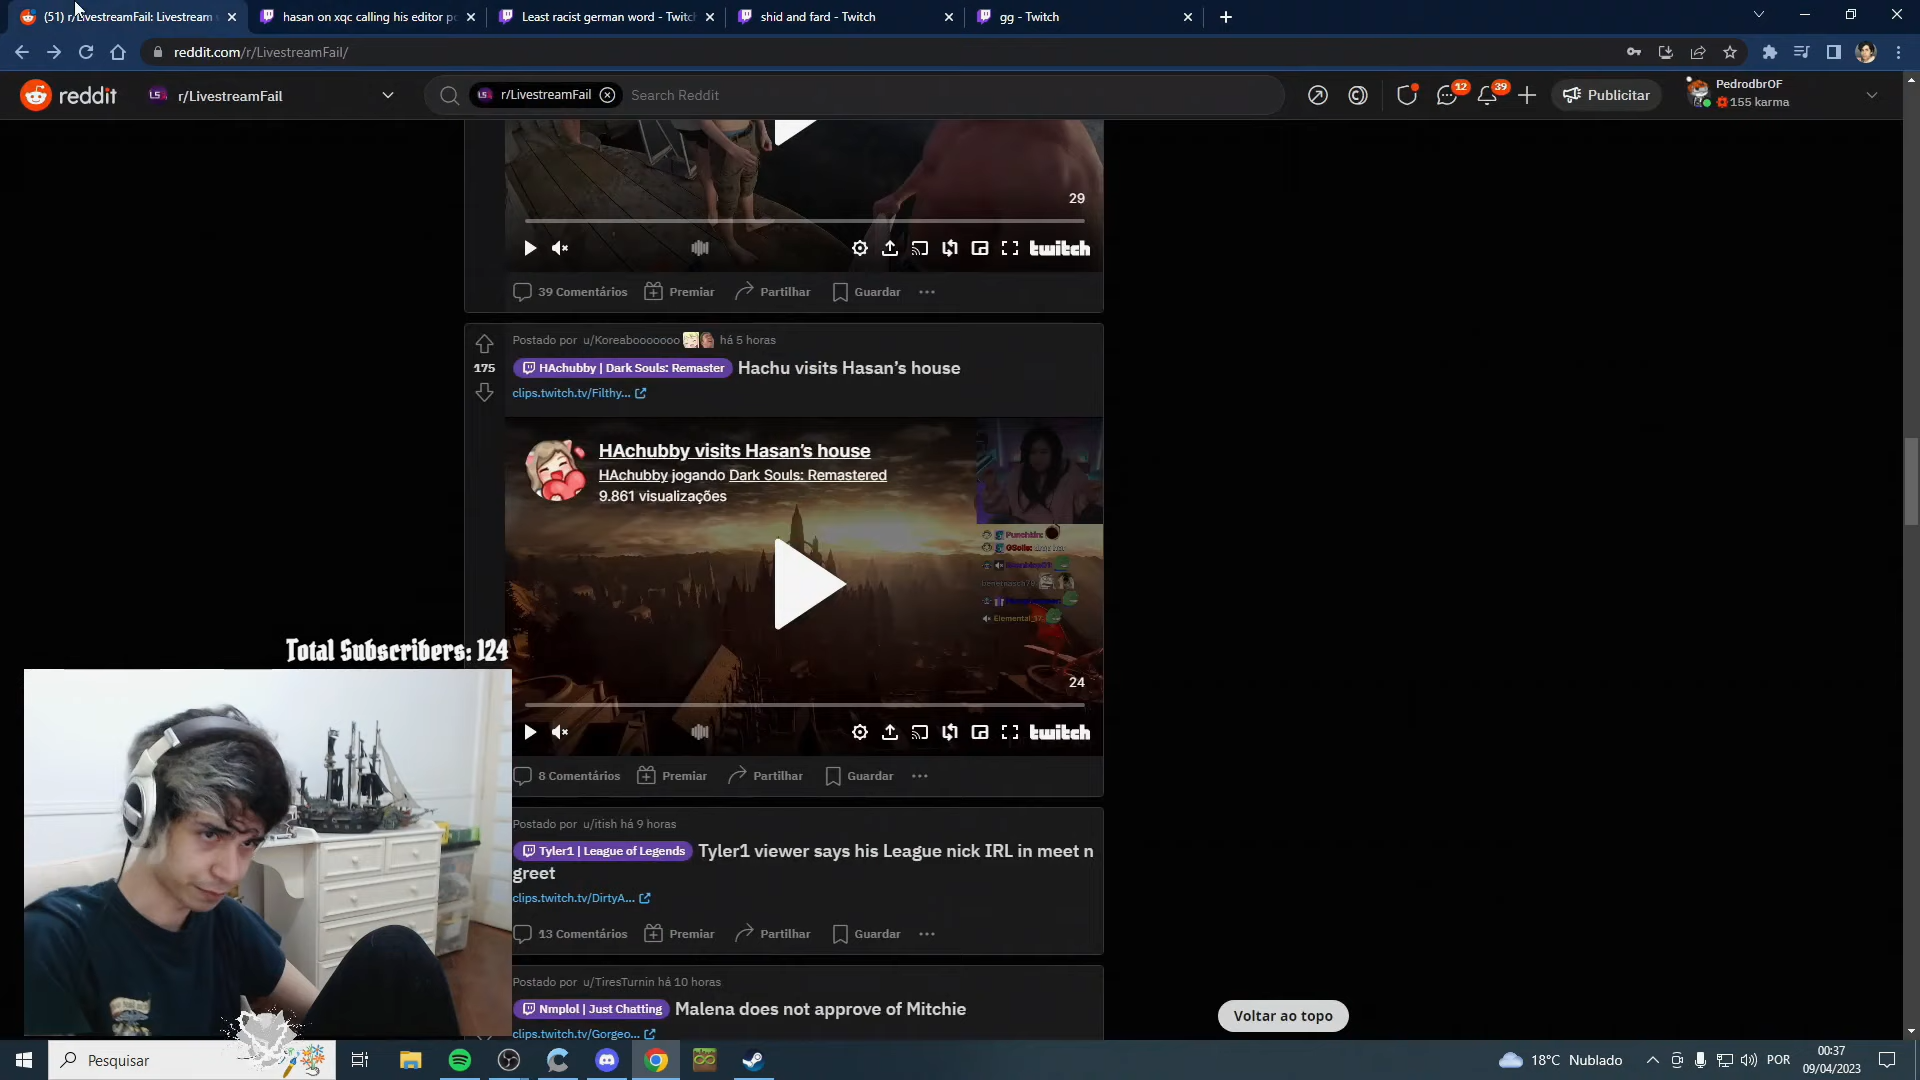 (51) r/LivestreamFail: Livestream
hasan on xqc calling his editor po
Least racist german word - Twitc
shid and fard - Twitch
gg - Twitch
reddit.com/r/LivestreamFail/
reddit
r/LivestreamFail
r/LivestreamFail
Search Reddit
12
39
Publicitar
PedrodbrOF
155 karma
29
twitch
39 Comentários
Premiar
Partilhar
Guardar
Postado por u/Koreabooooooo há 5 horas
175
HAchubby | Dark Souls: Remaster
Hachu visits Hasan's house
clips.twitch.tv/Filthy...
HAchubby visits Hasan's house
HAchubby jogando Dark Souls: Remastered
9.861 visualizações
Punchtin:
GSolis:
Elemental_37:
24
twitch
8 Comentários
Premiar
Partilhar
Guardar
Total Subscribers: 124
Postado por u/itish há 9 horas
Tyler1 | League of Legends
Tyler1 viewer says his League nick IRL in meet n
greet
clips.twitch.tv/DirtyA...
13 Comentários
Premiar
Partilhar
Guardar
Postado por u/TiresTurnin há 10 horas
Nmplol | Just Chatting
Malena does not approve of Mitchie
clips.twitch.tv/Gorgeo...
Voltar ao topo
Pesquisar
18°C Nublado
POR
00:37
09/04/2023